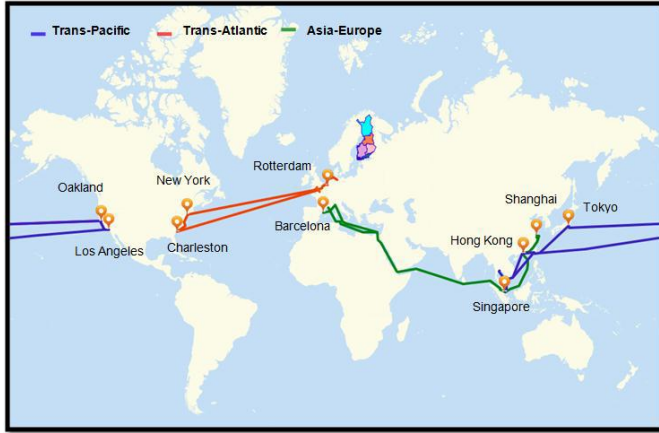 Trans-Pacific Trans-Atlantic Asia-Europe
Rotterdam
Oakland
New York
Shanghai
Tokyo
Barcelona
Los Angeles
Charleston
Hong Kong
Singapore